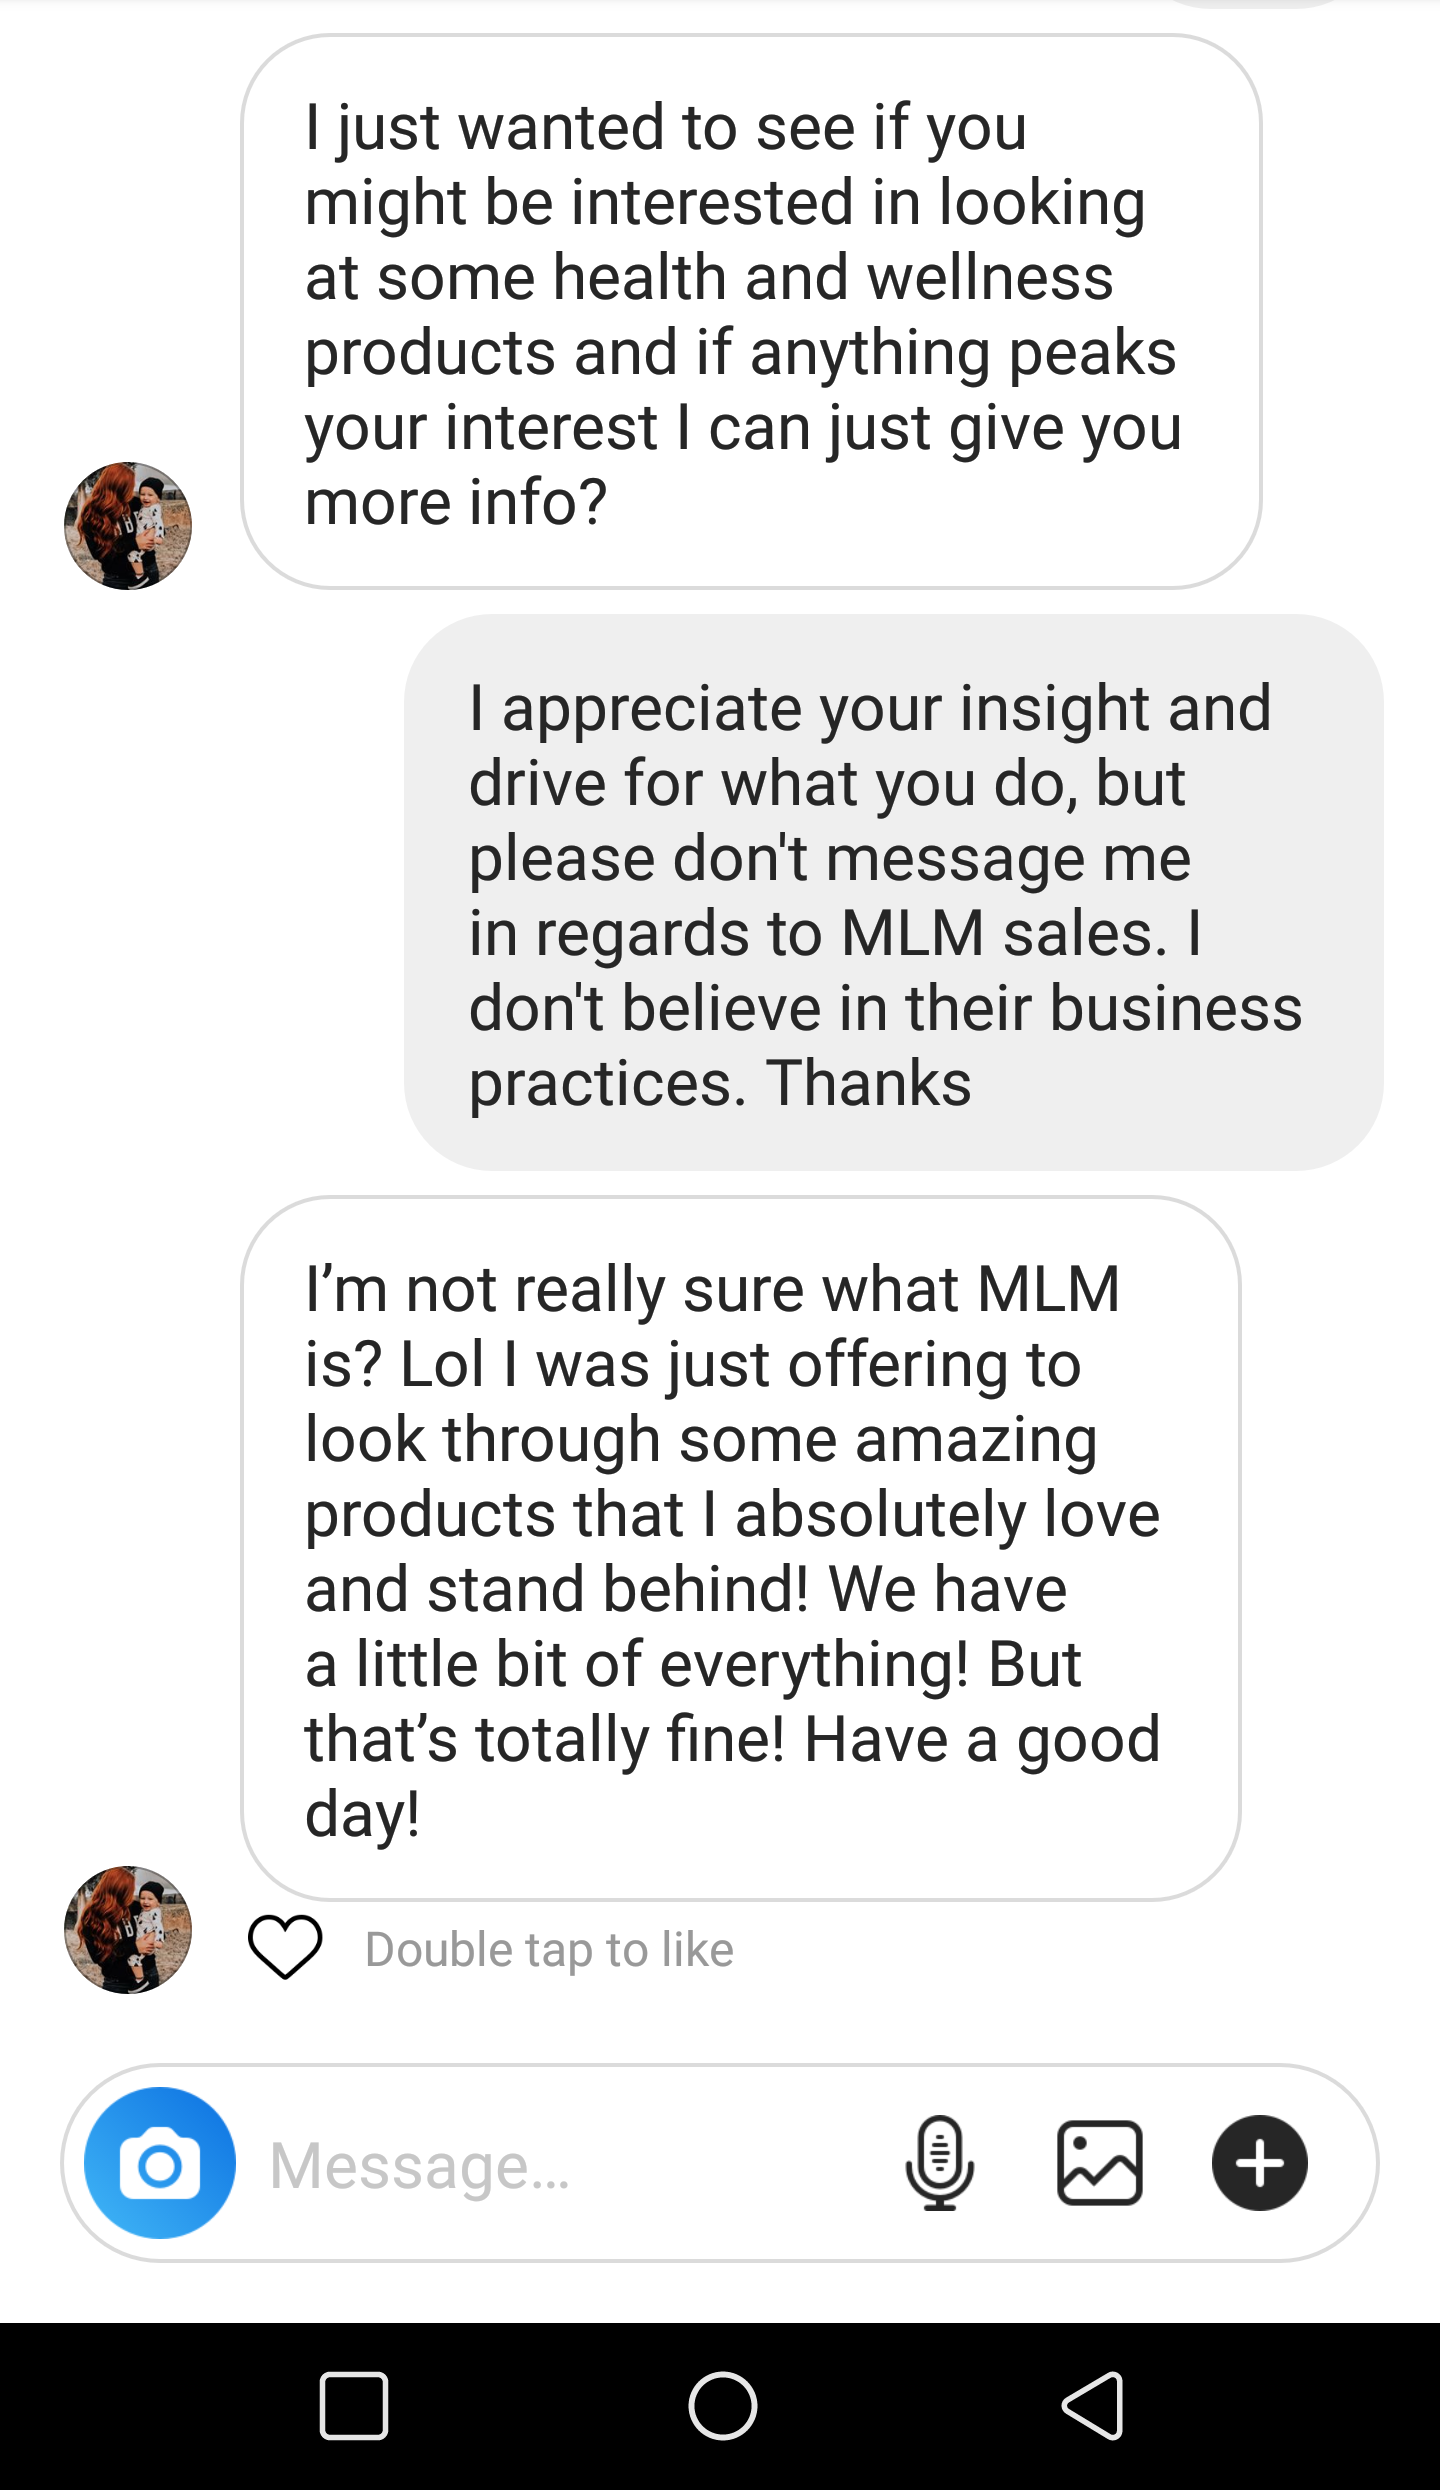 I just wanted to see if you
might be interested in looking
at some health and wellness
products and if anything peaks
your interest I can just give you
more info?
I appreciate your insight and
drive for what you do, but
please don't message me
in regards to MLM sales. I
don't believe in their business
practices. Thanks
I’m not really sure what MLM
is? Lol I was just offering to
look through some amazing
products that I absolutely love
and stand behind! We have
a little bit of everything! But
that’s totally fine! Have a good
day!
Double tap to like
Message...